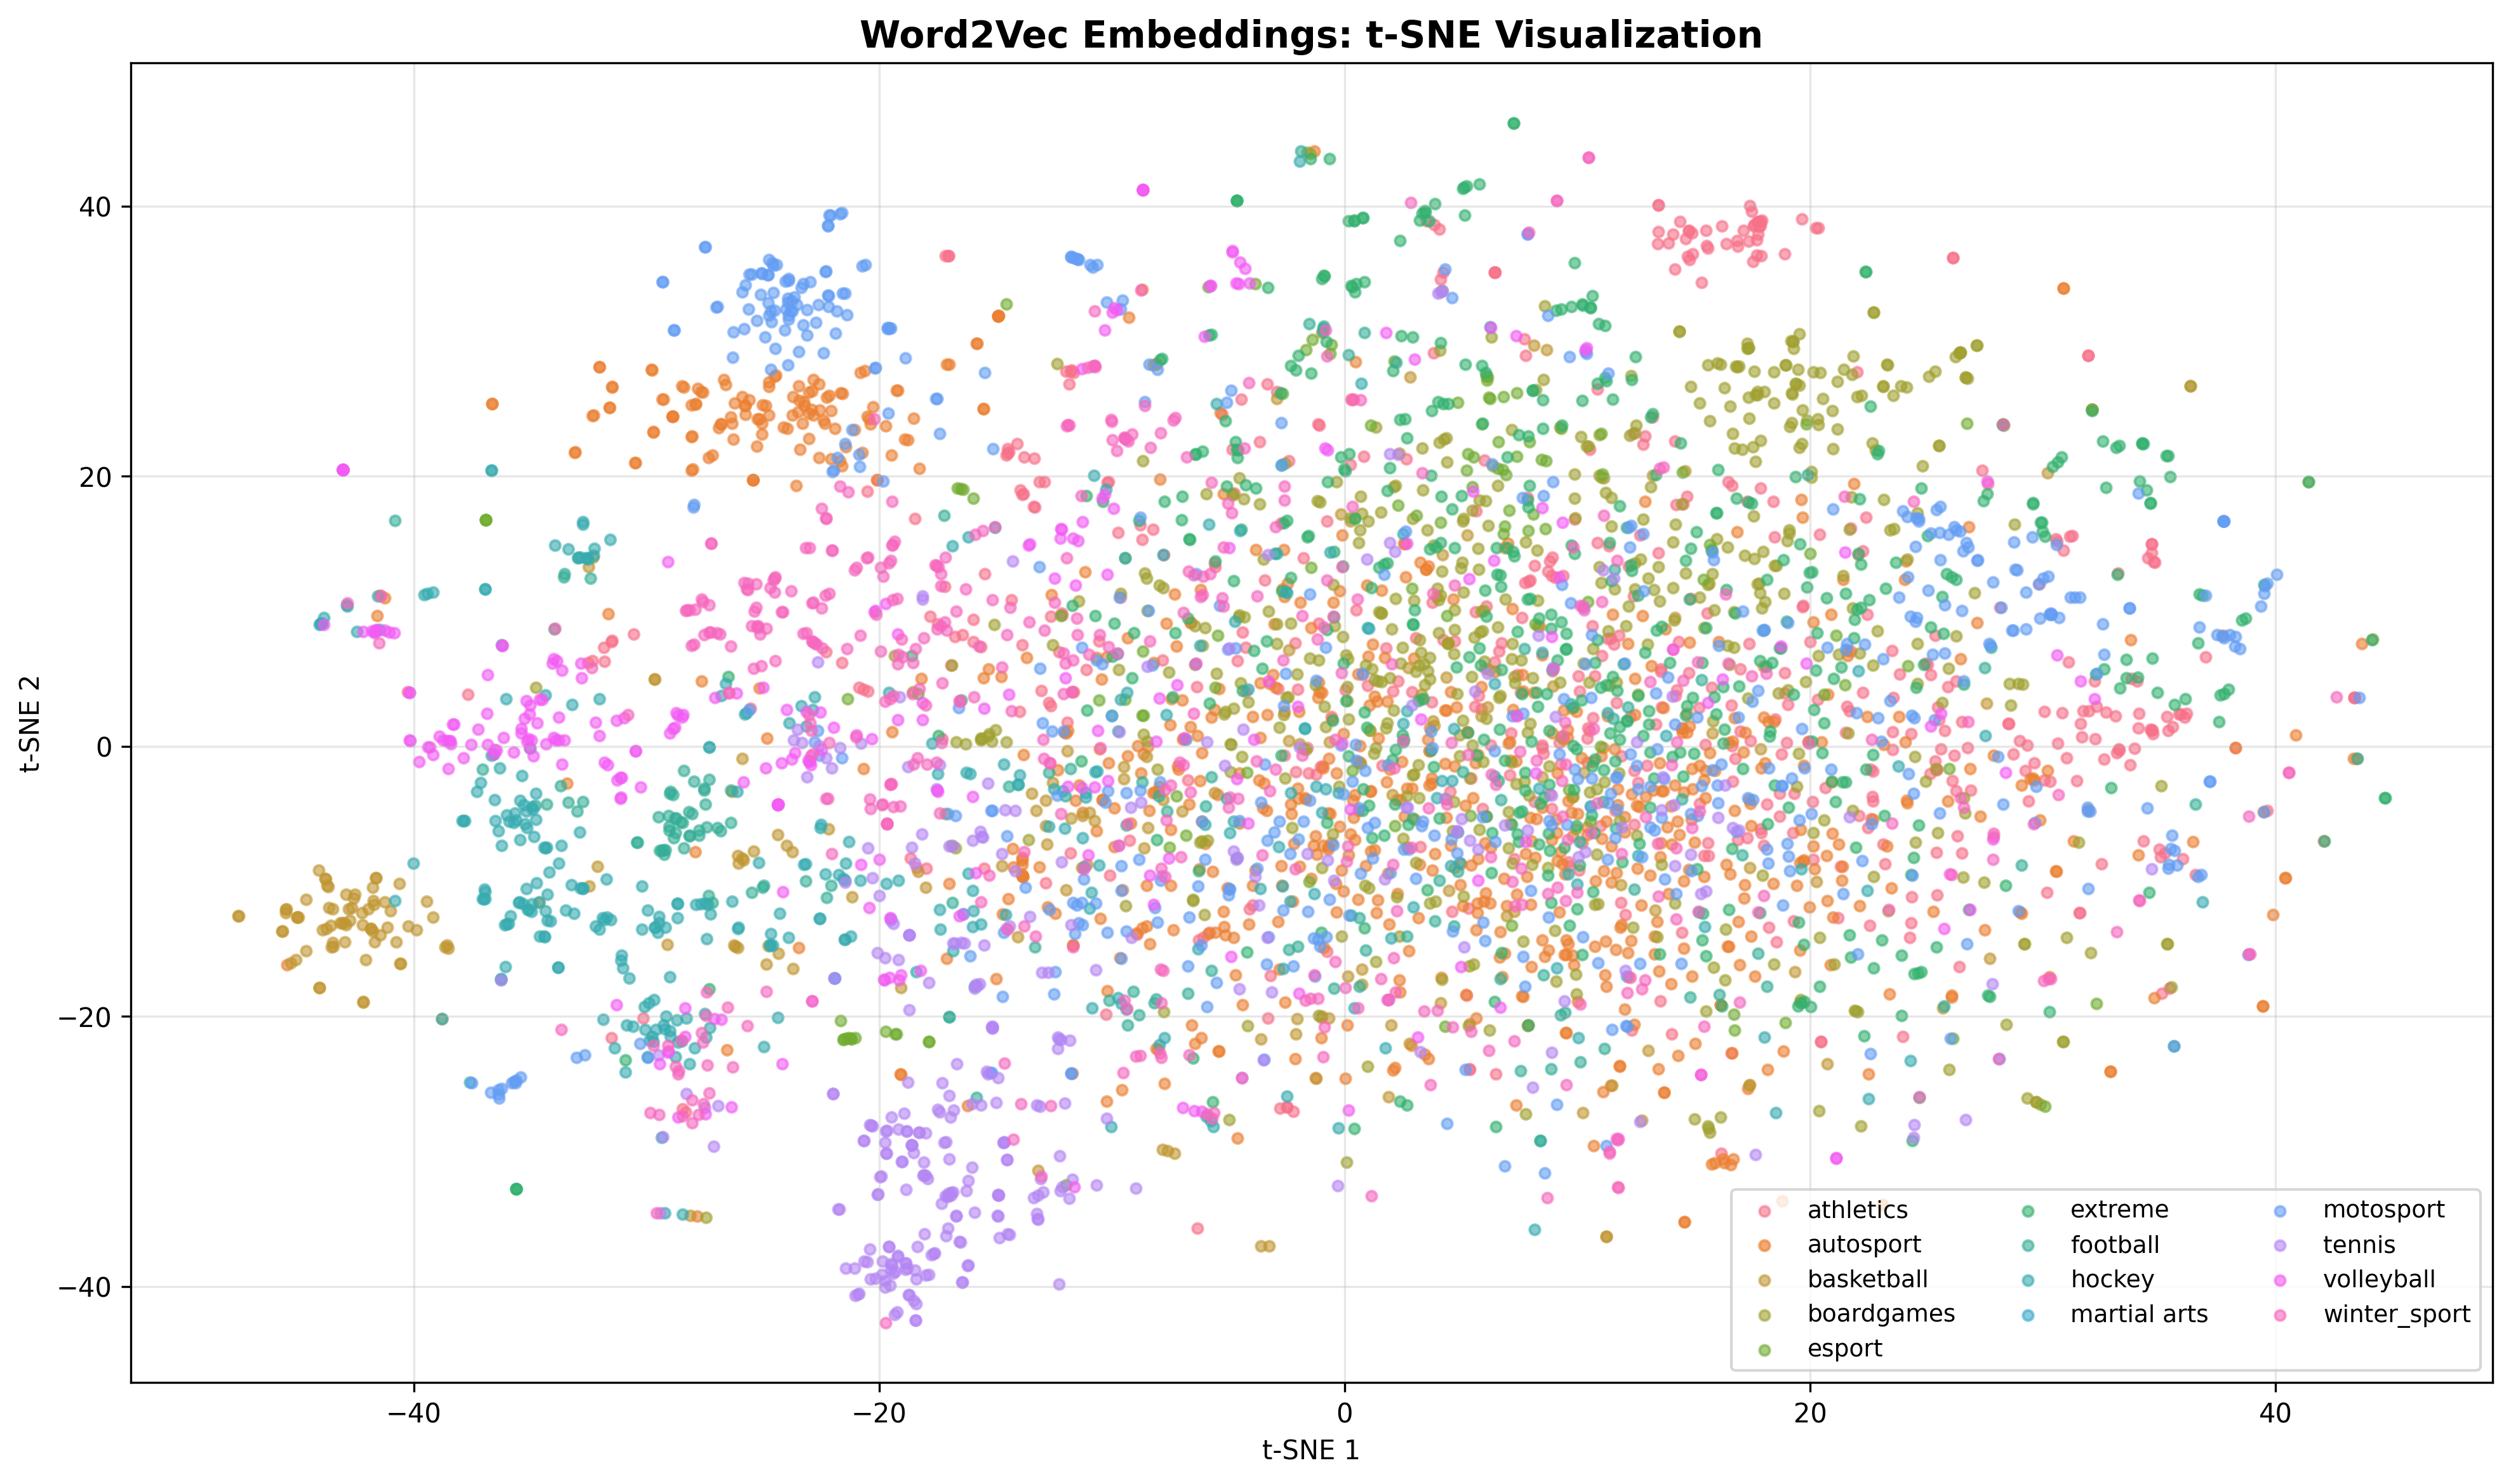 Word2Vec Embeddings: t-SNE Visualization
t-SNE 2
40
20
0
−20
−40
−40
−20
0
20
40
t-SNE 1
athletics
autosport
basketball
boardgames
esport
extreme
football
hockey
martial arts
motosport
tennis
volleyball
winter_sport